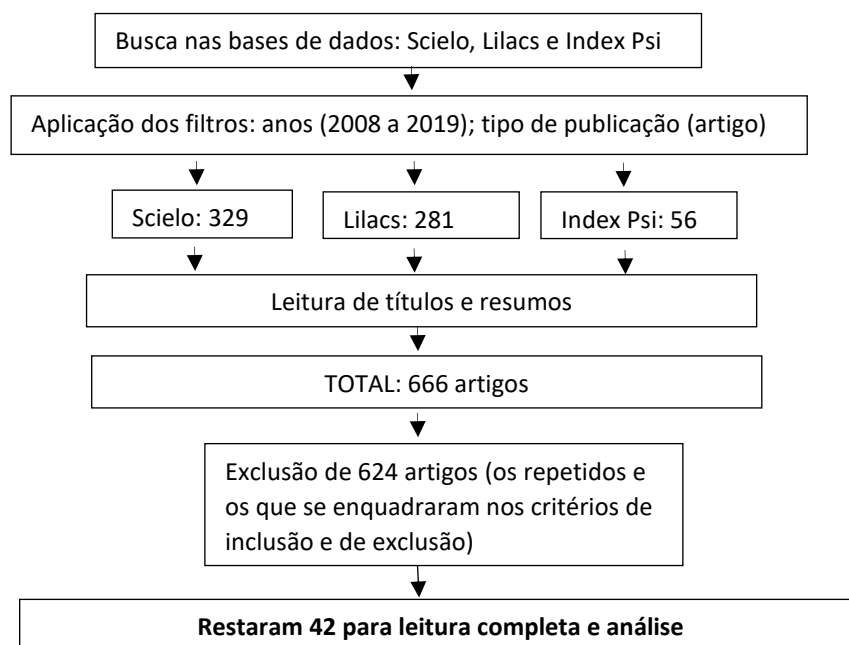 Busca nas bases de dados: Scielo, Lilacs e Index Psi
Aplicação dos filtros: anos (2008 a 2019); tipo de publicação (artigo)
Scielo: 329
Lilacs: 281
Index Psi: 56
Leitura de títulos e resumos
TOTAL: 666 artigos
Exclusão de 624 artigos (os repetidos e
os que se enquadraram nos critérios de
inclusão e de exclusão)
Restaram 42 para leitura completa e análise